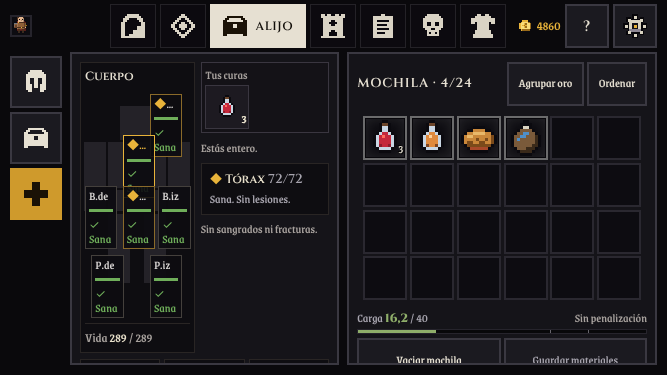 ALIJO
4860
?
CUERPO
...
Sana
...
B.de
Sana
...
Sana
B.iz
Sana
P.de
Sana
P.iz
Sana
Vida 289 / 289
Tus curas
3
Estás entero.
TÓRAX 72/72
Sana. Sin lesiones.
Sin sangrados ni fracturas.
MOCHILA · 4/24
Agrupar oro
Ordenar
3
Carga 16,2 / 40
Sin penalización
Vaciar mochila
Guardar materiales